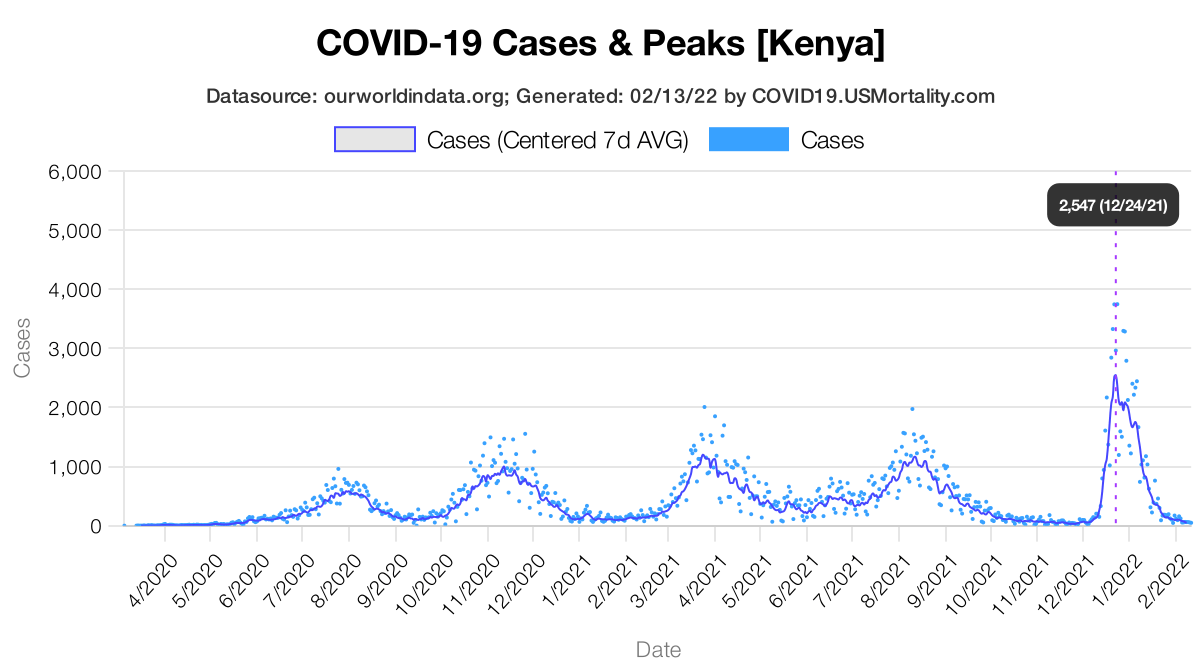 COVID-19 Cases & Peaks [Kenya]
Datasource: ourworldindata.org; Generated: 02/13/22 by COVID19.USMortality.com
Cases (Centered 7d AVG) Cases
6,000
2,547 (12/24/21)
5,000
4,000
Cases
3,000
2,000
1,000
0
4/2020 5/2020 6/2020 7/2020 8/2020 9/2020 10/2020 11/2020 12/2020 1/2021 2/2021 3/2021 4/2021 5/2021 6/2021 7/2021 8/2021 9/2021 10/2021 11/2021 12/2021 1/2022 2/2022
Date